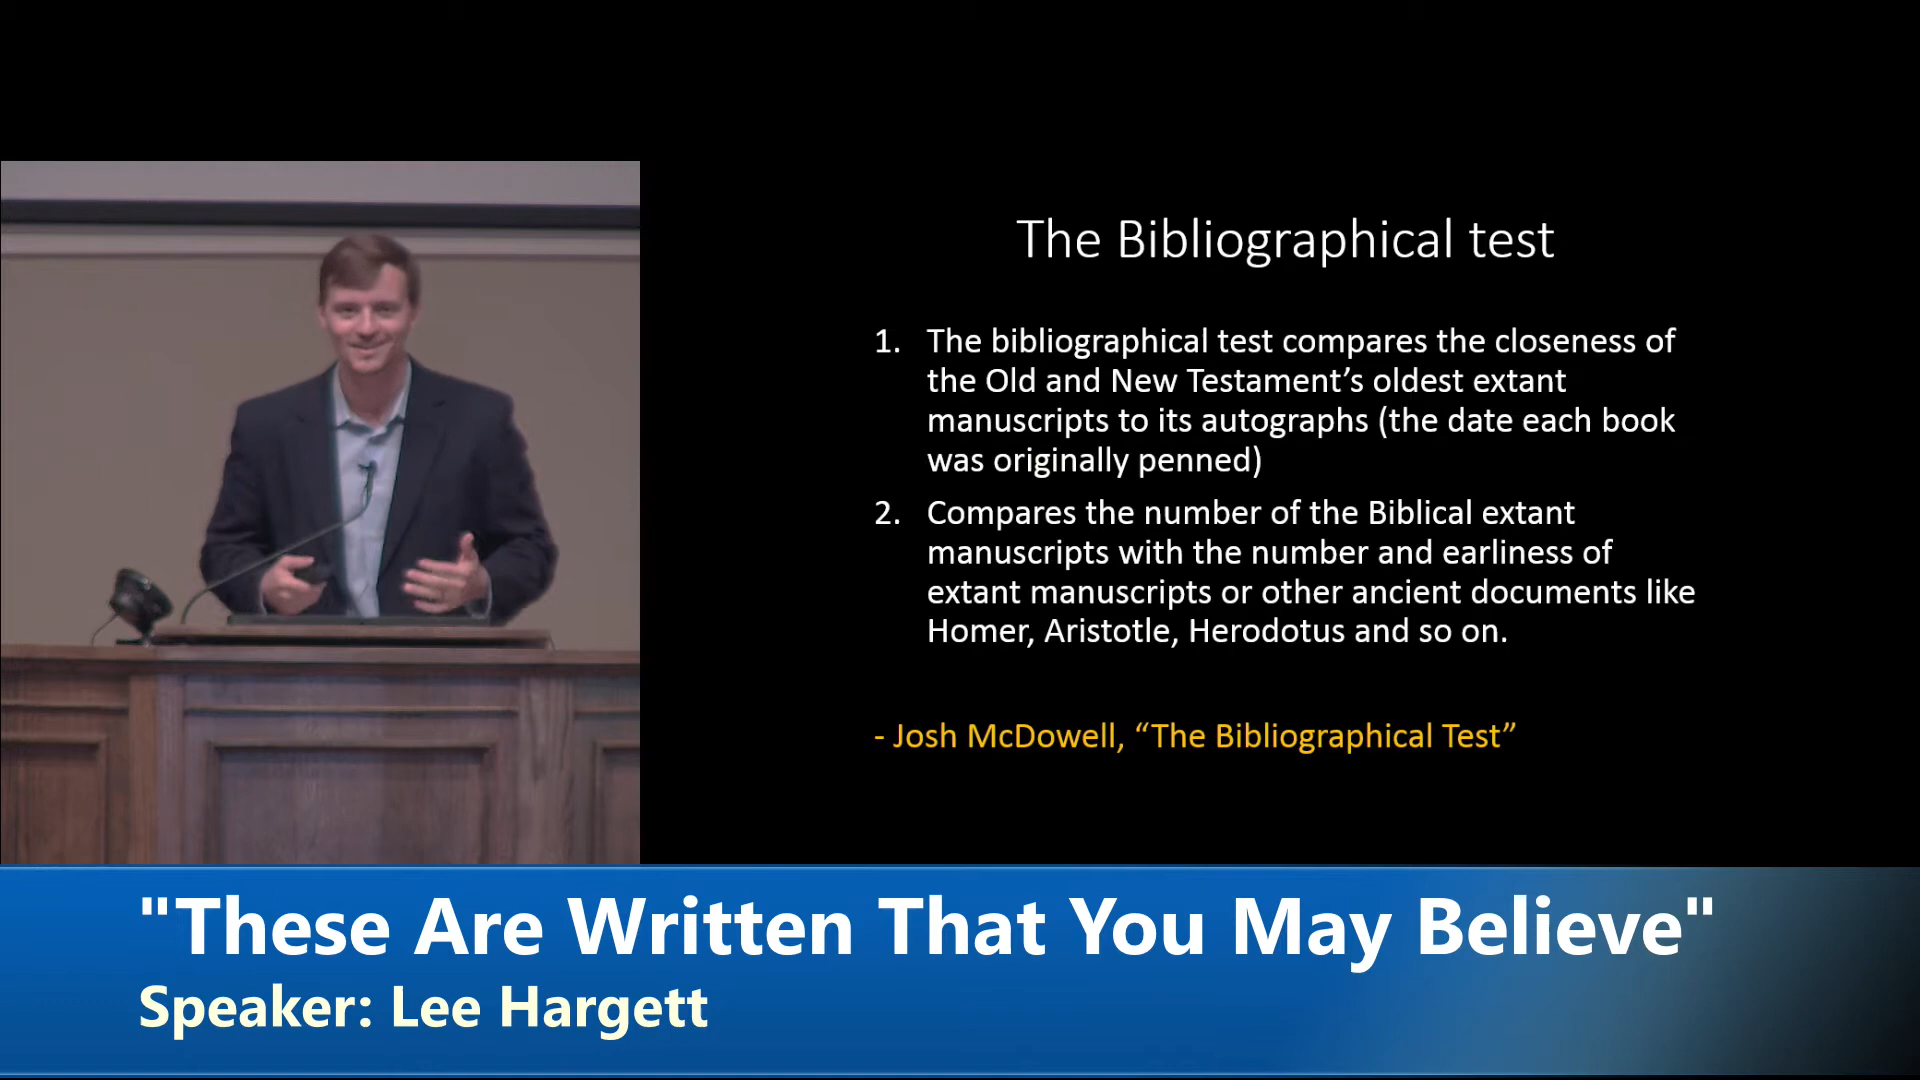 The Bibliographical test
1. The bibliographical test compares the closeness of
the Old and New Testament’s oldest extant
manuscripts to its autographs (the date each book
was originally penned)
2. Compares the number of the Biblical extant
manuscripts with the number and earliness of
extant manuscripts or other ancient documents like
Homer, Aristotle, Herodotus and so on.
- Josh McDowell, “The Bibliographical Test”
"These Are Written That You May Believe"
Speaker: Lee Hargett